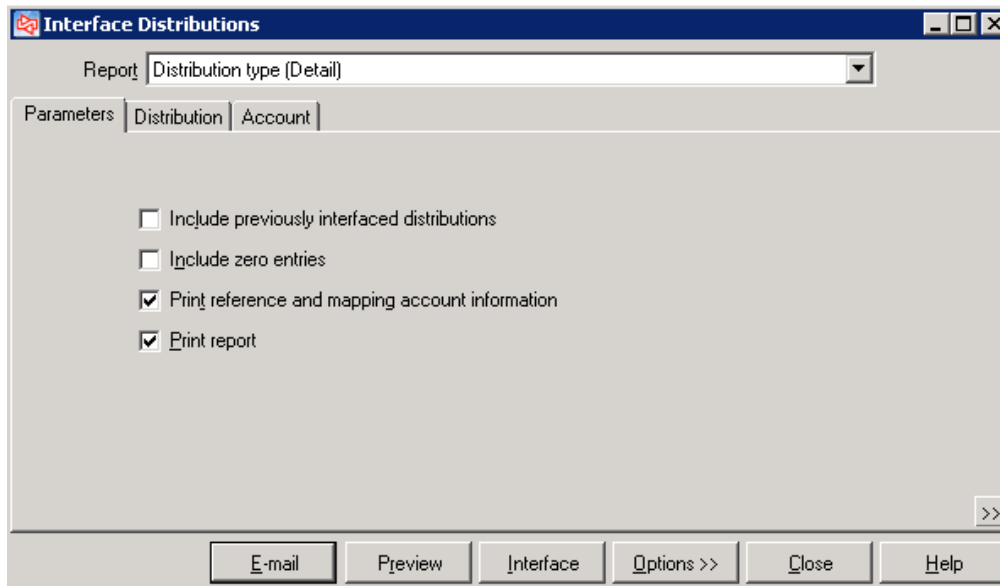 Interface Distributions
Report Distribution type (Detail)
Parameters Distribution Account
Include previously interfaced distributions
Include zero entries
Print reference and mapping account information
Print report
>>
E-mail Preview Interface Options >> Close Help